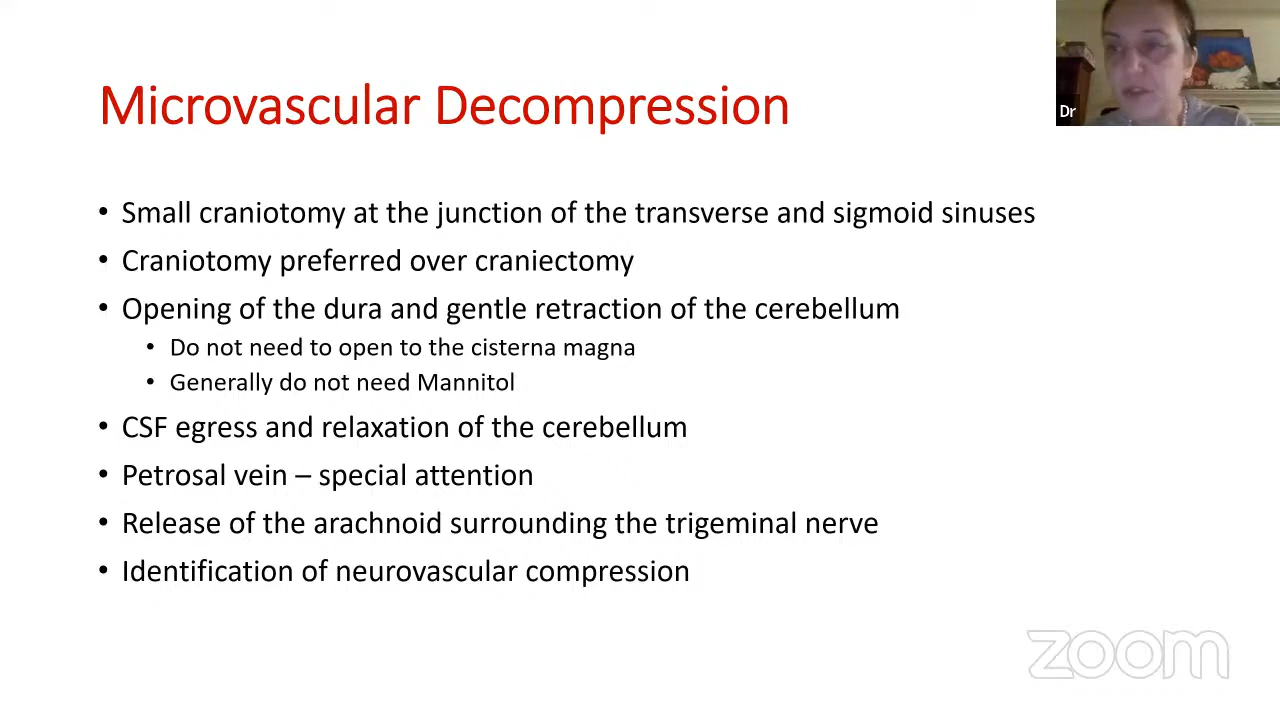 Microvascular Decompression
Dr
• Small craniotomy at the junction of the transverse and sigmoid sinuses
• Craniotomy preferred over craniectomy
• Opening of the dura and gentle retraction of the cerebellum
• Do not need to open to the cisterna magna
• Generally do not need Mannitol
• CSF egress and relaxation of the cerebellum
• Petrosal vein – special attention
• Release of the arachnoid surrounding the trigeminal nerve
• Identification of neurovascular compression
zoom